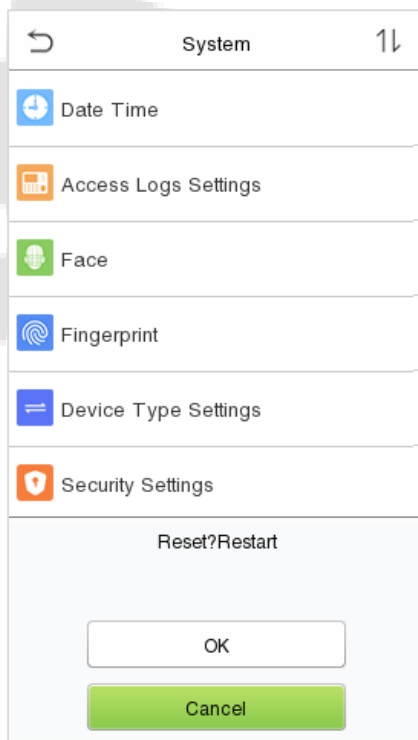 System
Date Time
Access Logs Settings
Face
Fingerprint
Device Type Settings
Security Settings
Reset?Restart
OK
Cancel